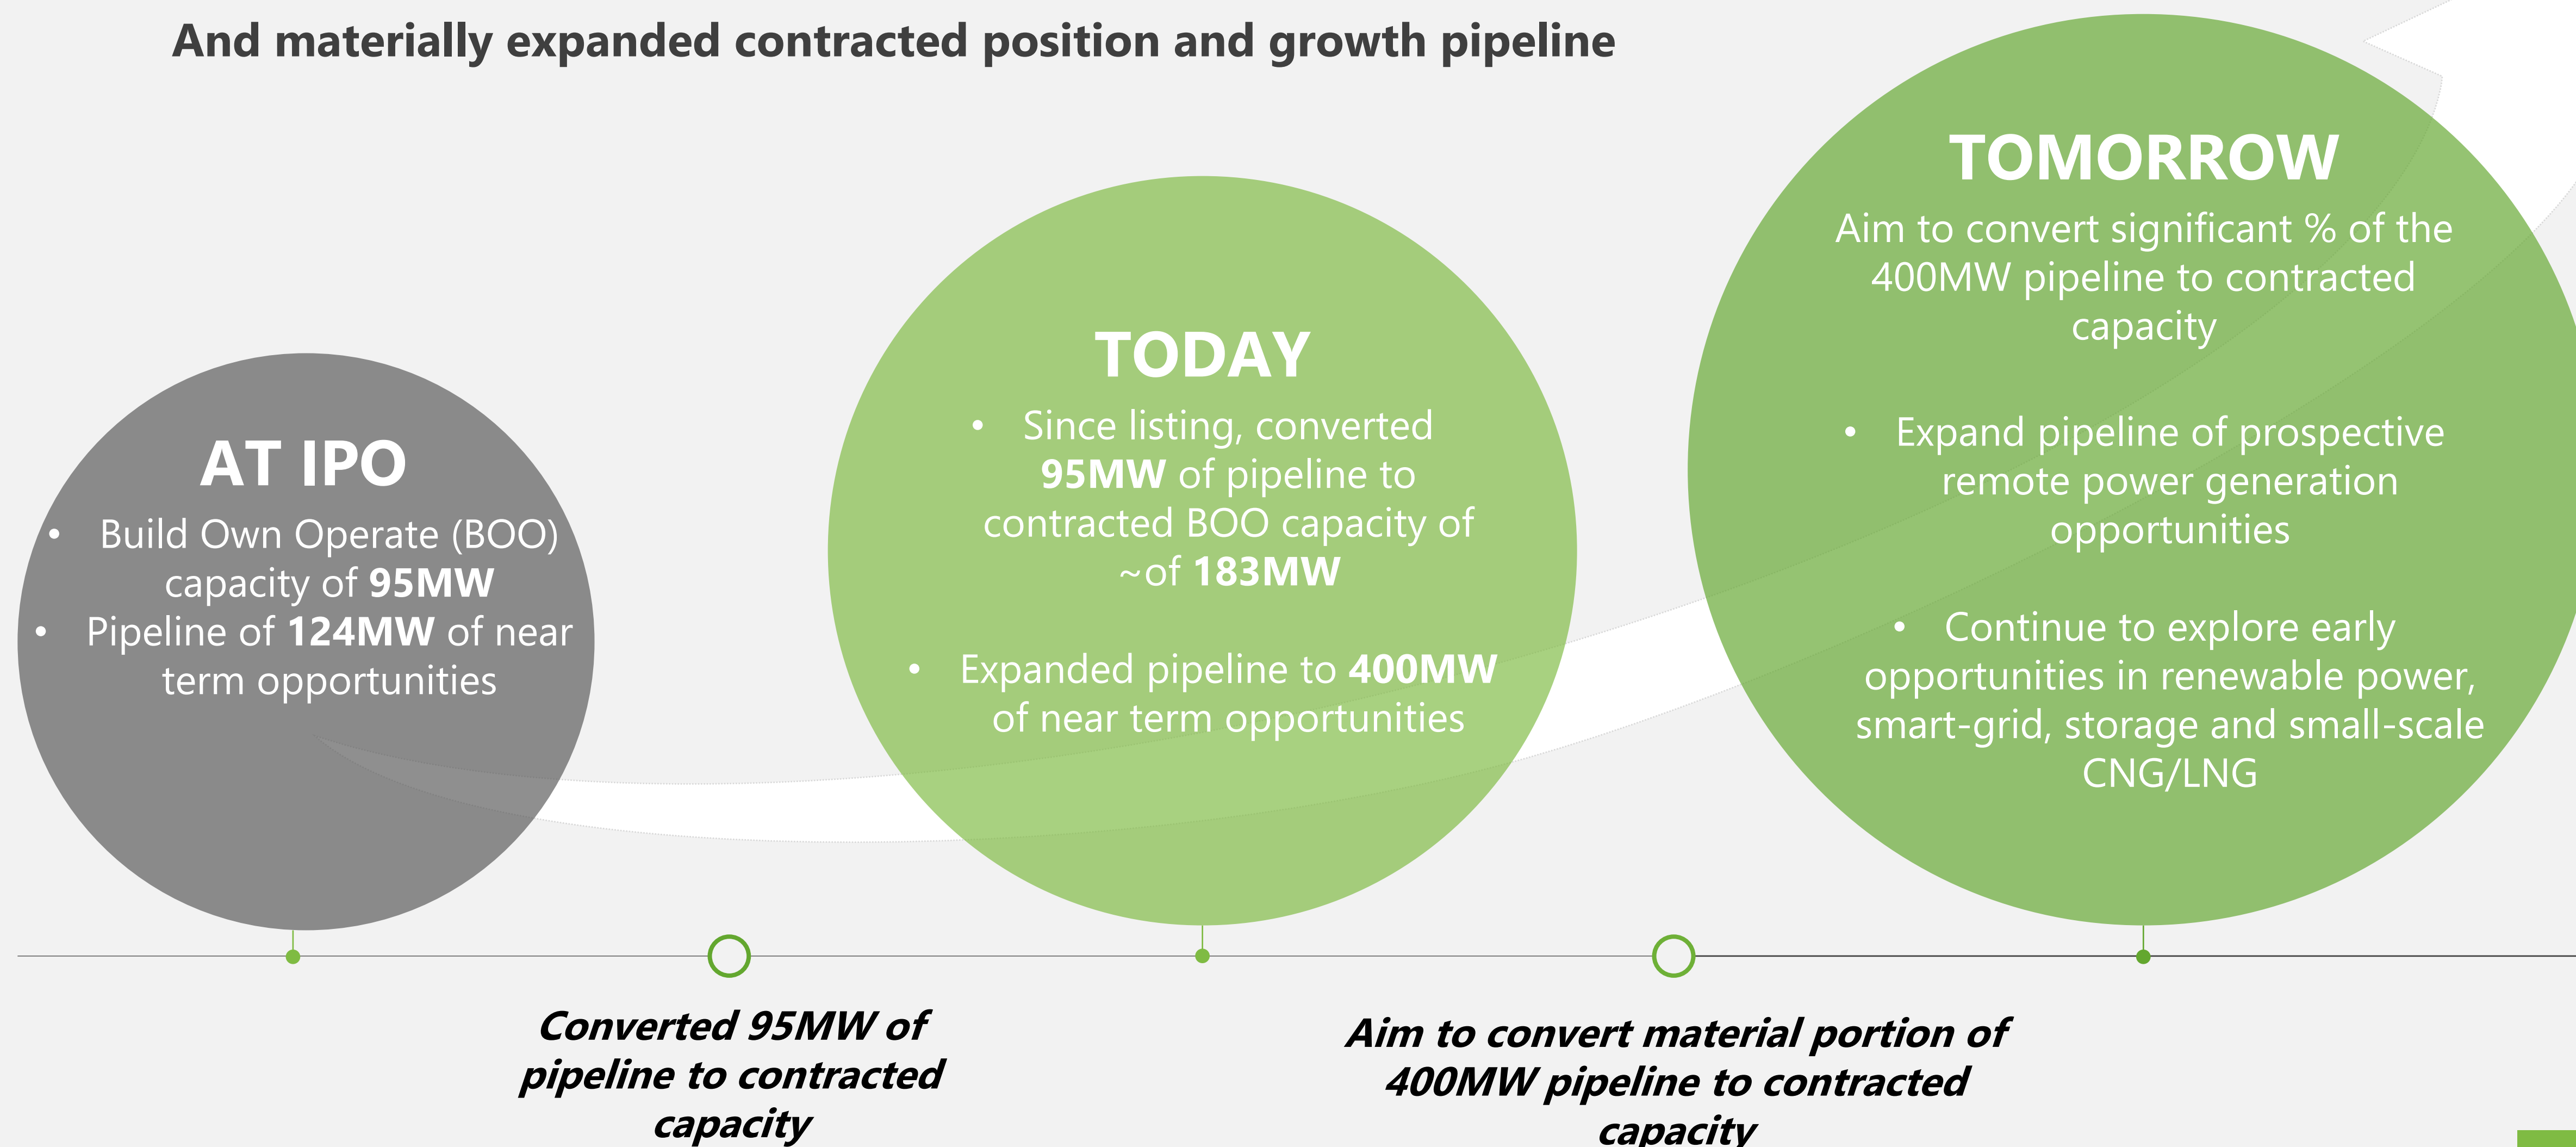 And materially expanded contracted position and growth pipeline
AT IPO
• Build Own Operate (BOO)
capacity of 95MW
• Pipeline of 124MW of near
term opportunities
TODAY
• Since listing, converted
95MW of pipeline to
contracted BOO capacity of
~of 183MW
• Expanded pipeline to 400MW
of near term opportunities
TOMORROW
Aim to convert significant % of the
400MW pipeline to contracted
capacity
• Expand pipeline of prospective
remote power generation
opportunities
• Continue to explore early
opportunities in renewable power,
smart-grid, storage and small-scale
CNG/LNG
Converted 95MW of
pipeline to contracted
capacity
Aim to convert material portion of
400MW pipeline to contracted
capacity